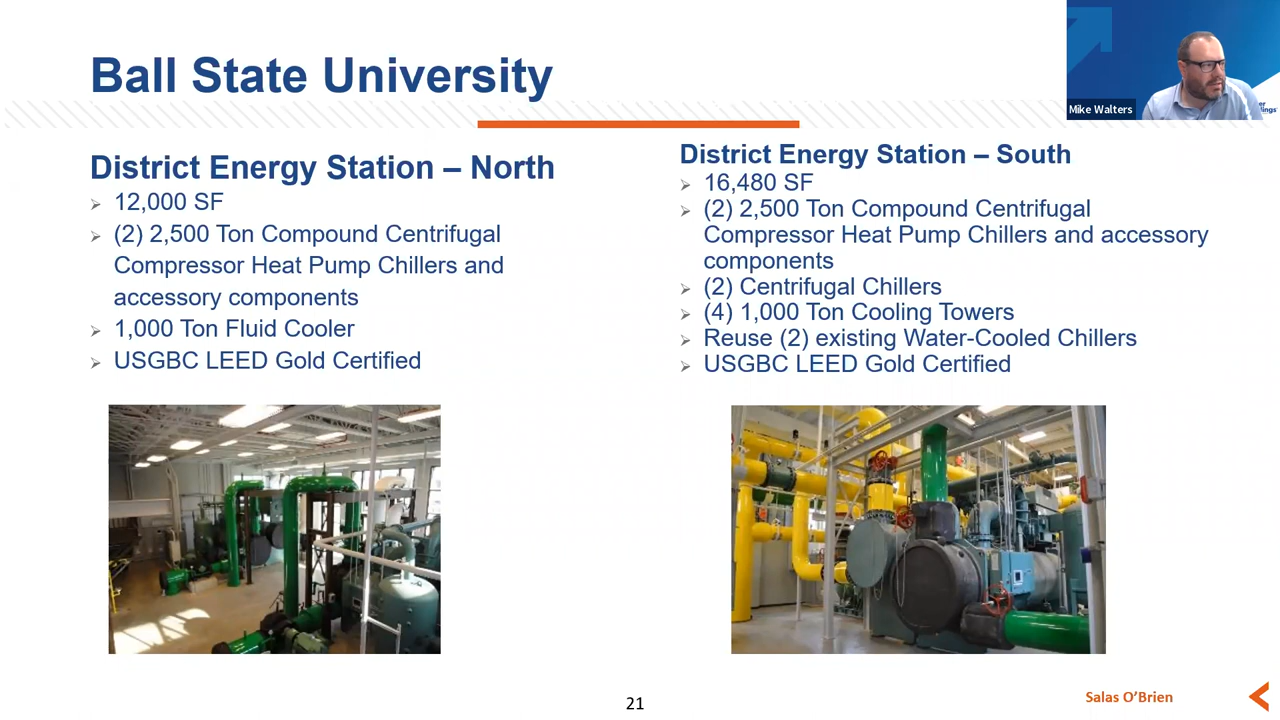 Ball State University
Mike Walters
District Energy Station – North
➢ 12,000 SF
➢ (2) 2,500 Ton Compound Centrifugal
Compressor Heat Pump Chillers and
accessory components
➢ 1,000 Ton Fluid Cooler
➢ USGBC LEED Gold Certified
District Energy Station – South
➢ 16,480 SF
➢ (2) 2,500 Ton Compound Centrifugal
Compressor Heat Pump Chillers and accessory
components
➢ (2) Centrifugal Chillers
➢ (4) 1,000 Ton Cooling Towers
➢ Reuse (2) existing Water-Cooled Chillers
➢ USGBC LEED Gold Certified
21
Salas O’Brien